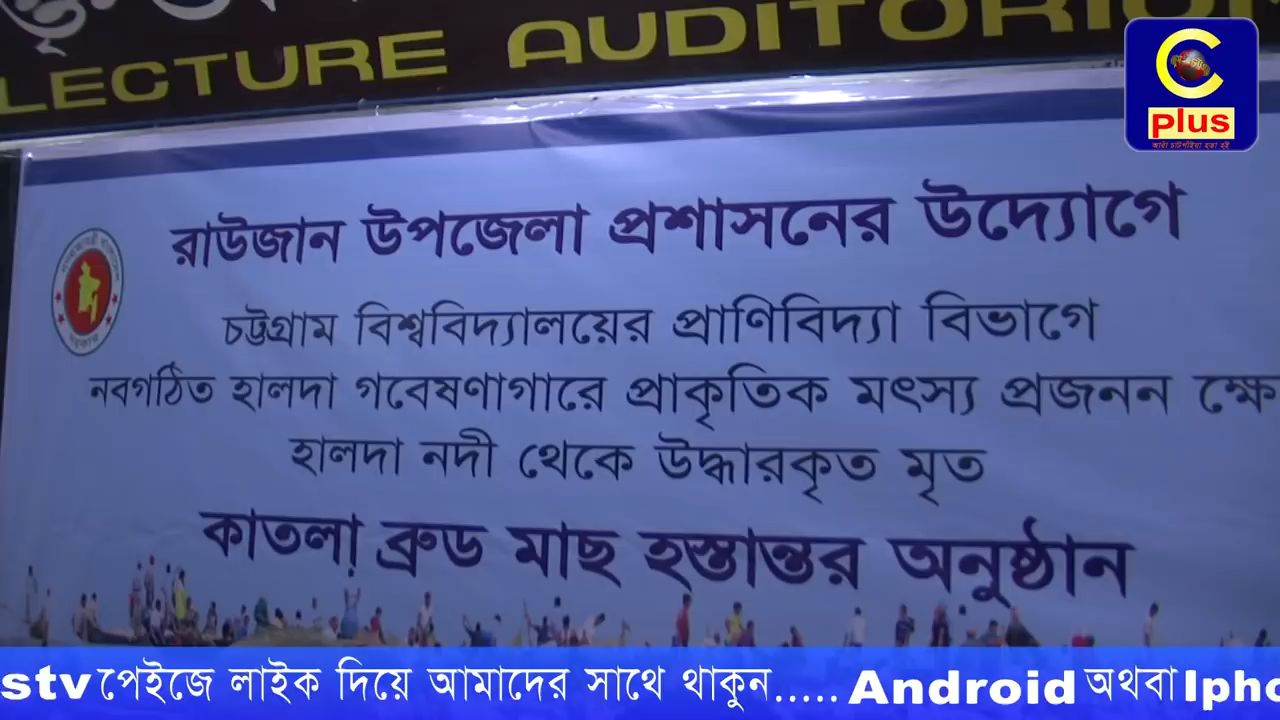 LECTURE AUDITORIUM
C
plus
রাউজান উপজেলা প্রশাসনের উদ্যোগে
চট্টগ্রাম বিশ্ববিদ্যালয়ের প্রাণিবিদ্যা বিভাগে
নবগঠিত হালদা গবেষণাগারে প্রাকৃতিক মৎস্য প্রজনন ক্ষে
হালদা নদী থেকে উদ্ধারকৃত মৃত
কাতলা ব্রুড মাছ হস্তান্তর অনুষ্ঠান
stv পেইজে লাইক দিয়ে আমাদের সাথে থাকুন..... Android অথবা Ipho